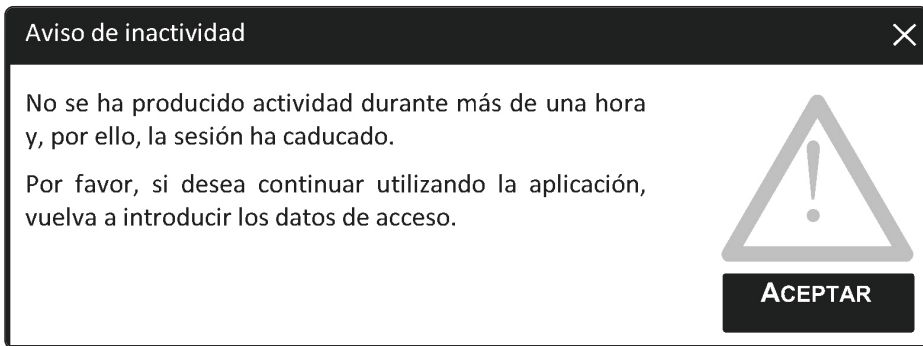 Aviso de inactividad
No se ha producido actividad durante más de una hora
y, por ello, la sesión ha caducado.
Por favor, si desea continuar utilizando la aplicación,
vuelva a introducir los datos de acceso.
ACEPTAR